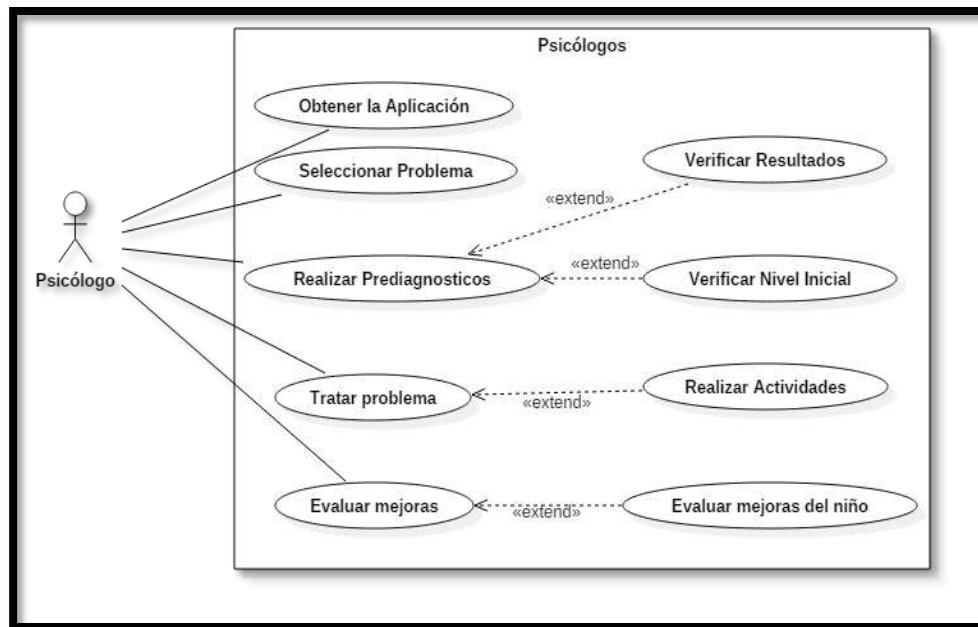 Psicólogos
Obtener la Aplicación
Seleccionar Problema
Verificar Resultados
«extend»
Psicólogo
Realizar Prediagnosticos
«extend»
Verificar Nivel Inicial
Tratar problema
«extend»
Realizar Actividades
Evaluar mejoras
«extend»
Evaluar mejoras del niño